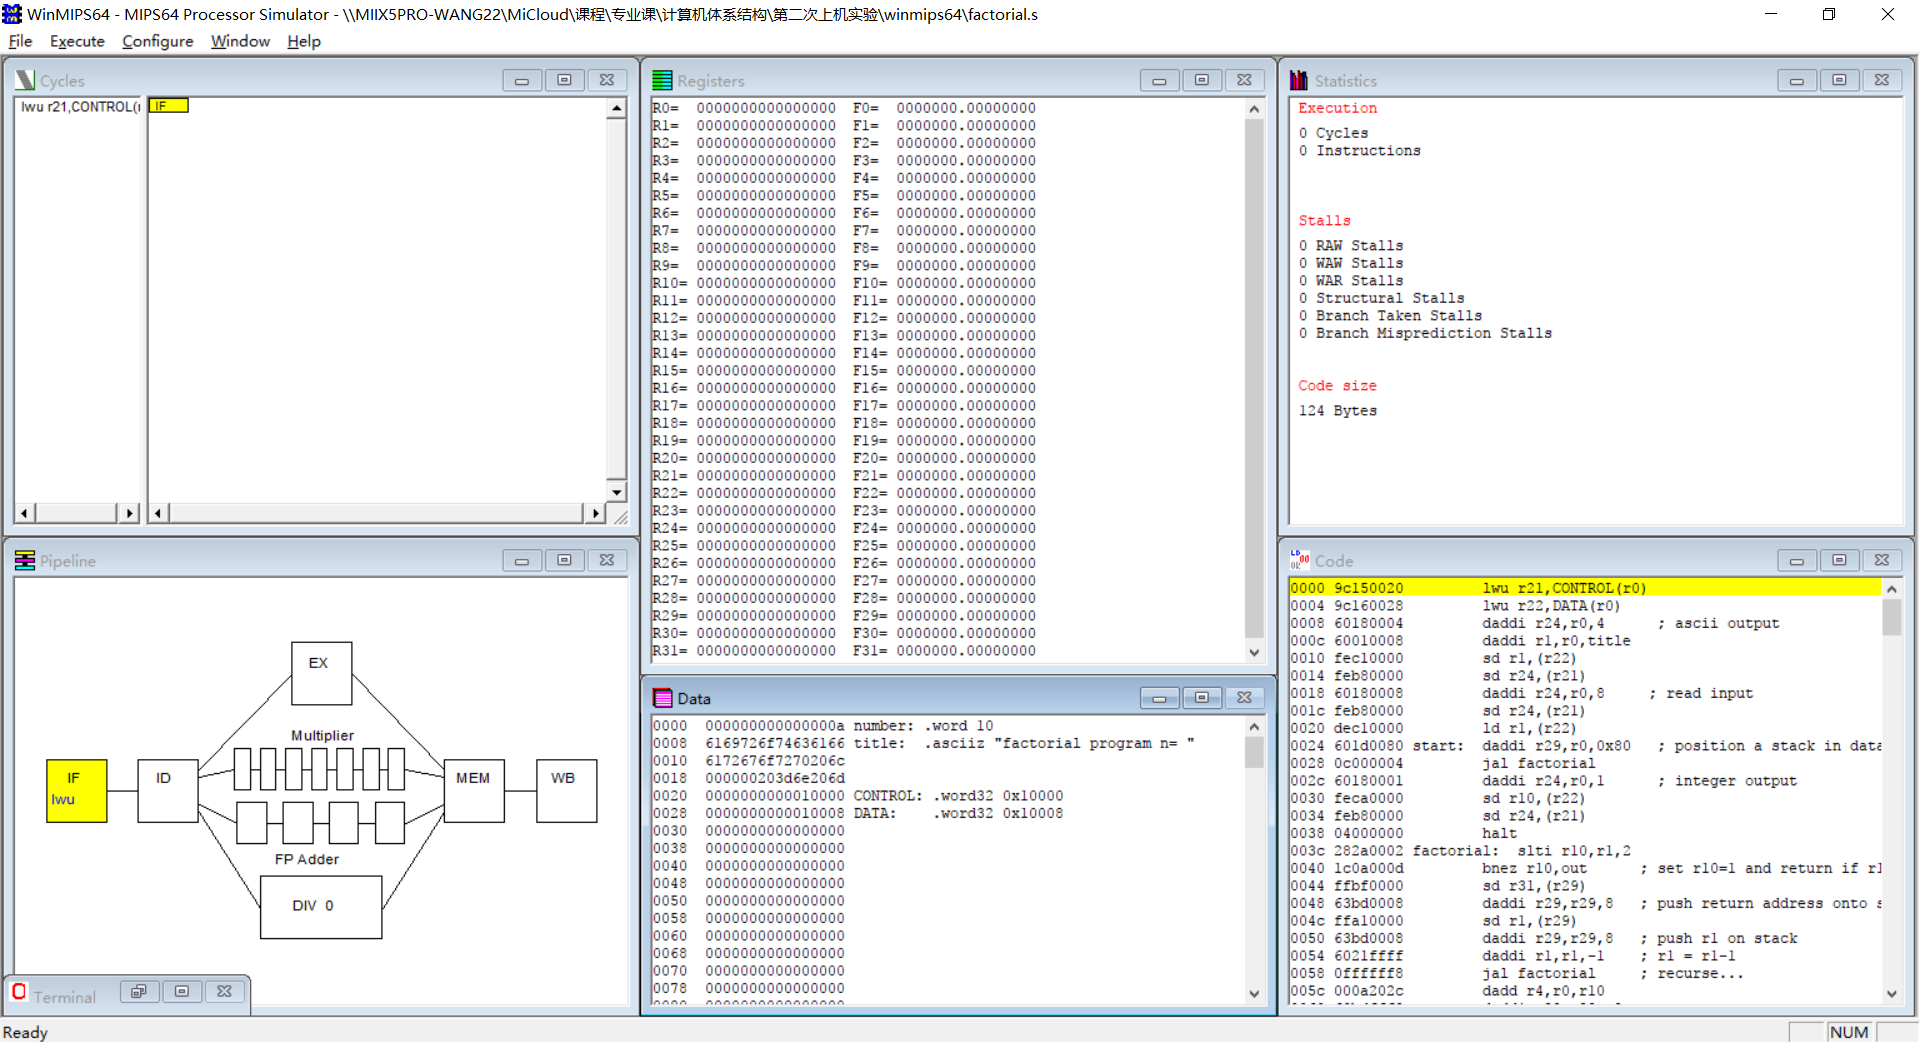 WinMIPS64 - MIPS64 Processor Simulator - \\MIIX5PRO-WANG22\MiCloud\课程\专业课\计算机体系结构\第二次上机实验\winmips64\factorial.s
File Execute Configure Window Help
Cycles
lwu r21,CONTROL(r
IF
Registers
R0= 0000000000000000 F0= 0000000.00000000
R1= 0000000000000000 F1= 0000000.00000000
R2= 0000000000000000 F2= 0000000.00000000
R3= 0000000000000000 F3= 0000000.00000000
R4= 0000000000000000 F4= 0000000.00000000
R5= 0000000000000000 F5= 0000000.00000000
R6= 0000000000000000 F6= 0000000.00000000
R7= 0000000000000000 F7= 0000000.00000000
R8= 0000000000000000 F8= 0000000.00000000
R9= 0000000000000000 F9= 0000000.00000000
R10= 0000000000000000 F10= 0000000.00000000
R11= 0000000000000000 F11= 0000000.00000000
R12= 0000000000000000 F12= 0000000.00000000
R13= 0000000000000000 F13= 0000000.00000000
R14= 0000000000000000 F14= 0000000.00000000
R15= 0000000000000000 F15= 0000000.00000000
R16= 0000000000000000 F16= 0000000.00000000
R17= 0000000000000000 F17= 0000000.00000000
R18= 0000000000000000 F18= 0000000.00000000
R19= 0000000000000000 F19= 0000000.00000000
R20= 0000000000000000 F20= 0000000.00000000
R21= 0000000000000000 F21= 0000000.00000000
R22= 0000000000000000 F22= 0000000.00000000
R23= 0000000000000000 F23= 0000000.00000000
R24= 0000000000000000 F24= 0000000.00000000
R25= 0000000000000000 F25= 0000000.00000000
R26= 0000000000000000 F26= 0000000.00000000
R27= 0000000000000000 F27= 0000000.00000000
R28= 0000000000000000 F28= 0000000.00000000
R29= 0000000000000000 F29= 0000000.00000000
R30= 0000000000000000 F30= 0000000.00000000
R31= 0000000000000000 F31= 0000000.00000000
Statistics
Execution
0 Cycles
0 Instructions
Stalls
0 RAW Stalls
0 WAW Stalls
0 WAR Stalls
0 Structural Stalls
0 Branch Taken Stalls
0 Branch Misprediction Stalls
Code size
124 Bytes
Pipeline
EX
Multiplier
IF
lwu
ID
MEM
WB
FP Adder
DIV 0
Terminal
Data
0000 000000000000000a number: .word 10
0008 6169726f74636166 title: .asciiz "factorial program n= "
0010 6172676f7270206c
0018 000000203d6e206d
0020 0000000000010000 CONTROL: .word32 0x10000
0028 0000000000010008 DATA: .word32 0x10008
0030 0000000000000000
0038 0000000000000000
0040 0000000000000000
0048 0000000000000000
0050 0000000000000000
0058 0000000000000000
0060 0000000000000000
0068 0000000000000000
0070 0000000000000000
0078 0000000000000000
Code
0000 9c150020 lwu r21,CONTROL(r0)
0004 9c160028 lwu r22,DATA(r0)
0008 60180004 daddi r24,r0,4 ; ascii output
000c 60010008 daddi r1,r0,title
0010 fec10000 sd r1,(r22)
0014 feb80000 sd r24,(r21)
0018 60180008 daddi r24,r0,8 ; read input
001c feb80000 sd r24,(r21)
0020 dec10000 ld r1,(r22)
0024 601d0080 start: daddi r29,r0,0x80 ; position a stack in data
0028 0c000004 jal factorial
002c 60180001 daddi r24,r0,1 ; integer output
0030 feca0000 sd r10,(r22)
0034 feb80000 sd r24,(r21)
0038 04000000 halt
003c 282a0002 factorial: slti r10,r1,2
0040 1c0a000d bnez r10,out ; set r10=1 and return if r1
0044 ffbf0000 sd r31,(r29)
0048 63bd0008 daddi r29,r29,8 ; push return address onto s
004c ffa10000 sd r1,(r29)
0050 63bd0008 daddi r29,r29,8 ; push r1 on stack
0054 6021ffff daddi r1,r1,-1 ; r1 = r1-1
0058 0ffffff8 jal factorial ; recurse...
005c 000a202c dadd r4,r0,r10
Ready
NUM